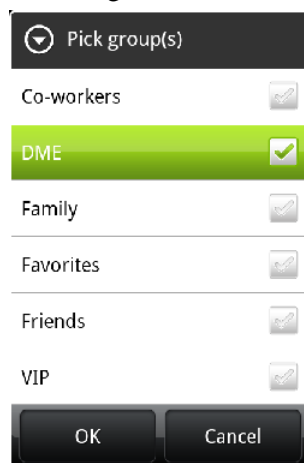 Pick group(s)
Co-workers
DME
Family
Favorites
Friends
VIP
OK Cancel